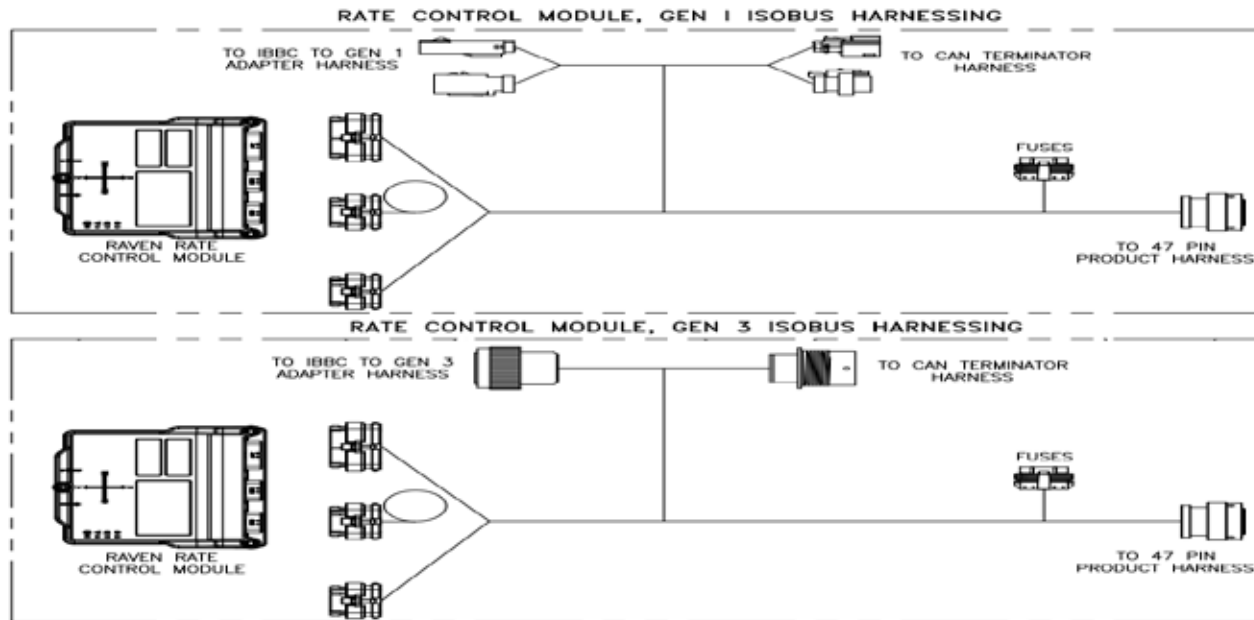 RATE CONTROL MODULE, GEN 1 ISOBUS HARNESSING
TO IBBC TO GEN 1
ADAPTER HARNESS
TO CAN TERMINATOR
HARNESS
FUSES
RAVEN RATE
CONTROL MODULE
TO 47 PIN
PRODUCT HARNESS
RATE CONTROL MODULE, GEN 3 ISOBUS HARNESSING
TO IBBC TO GEN 3
ADAPTER HARNESS
TO CAN TERMINATOR
HARNESS
FUSES
RAVEN RATE
CONTROL MODULE
TO 47 PIN
PRODUCT HARNESS